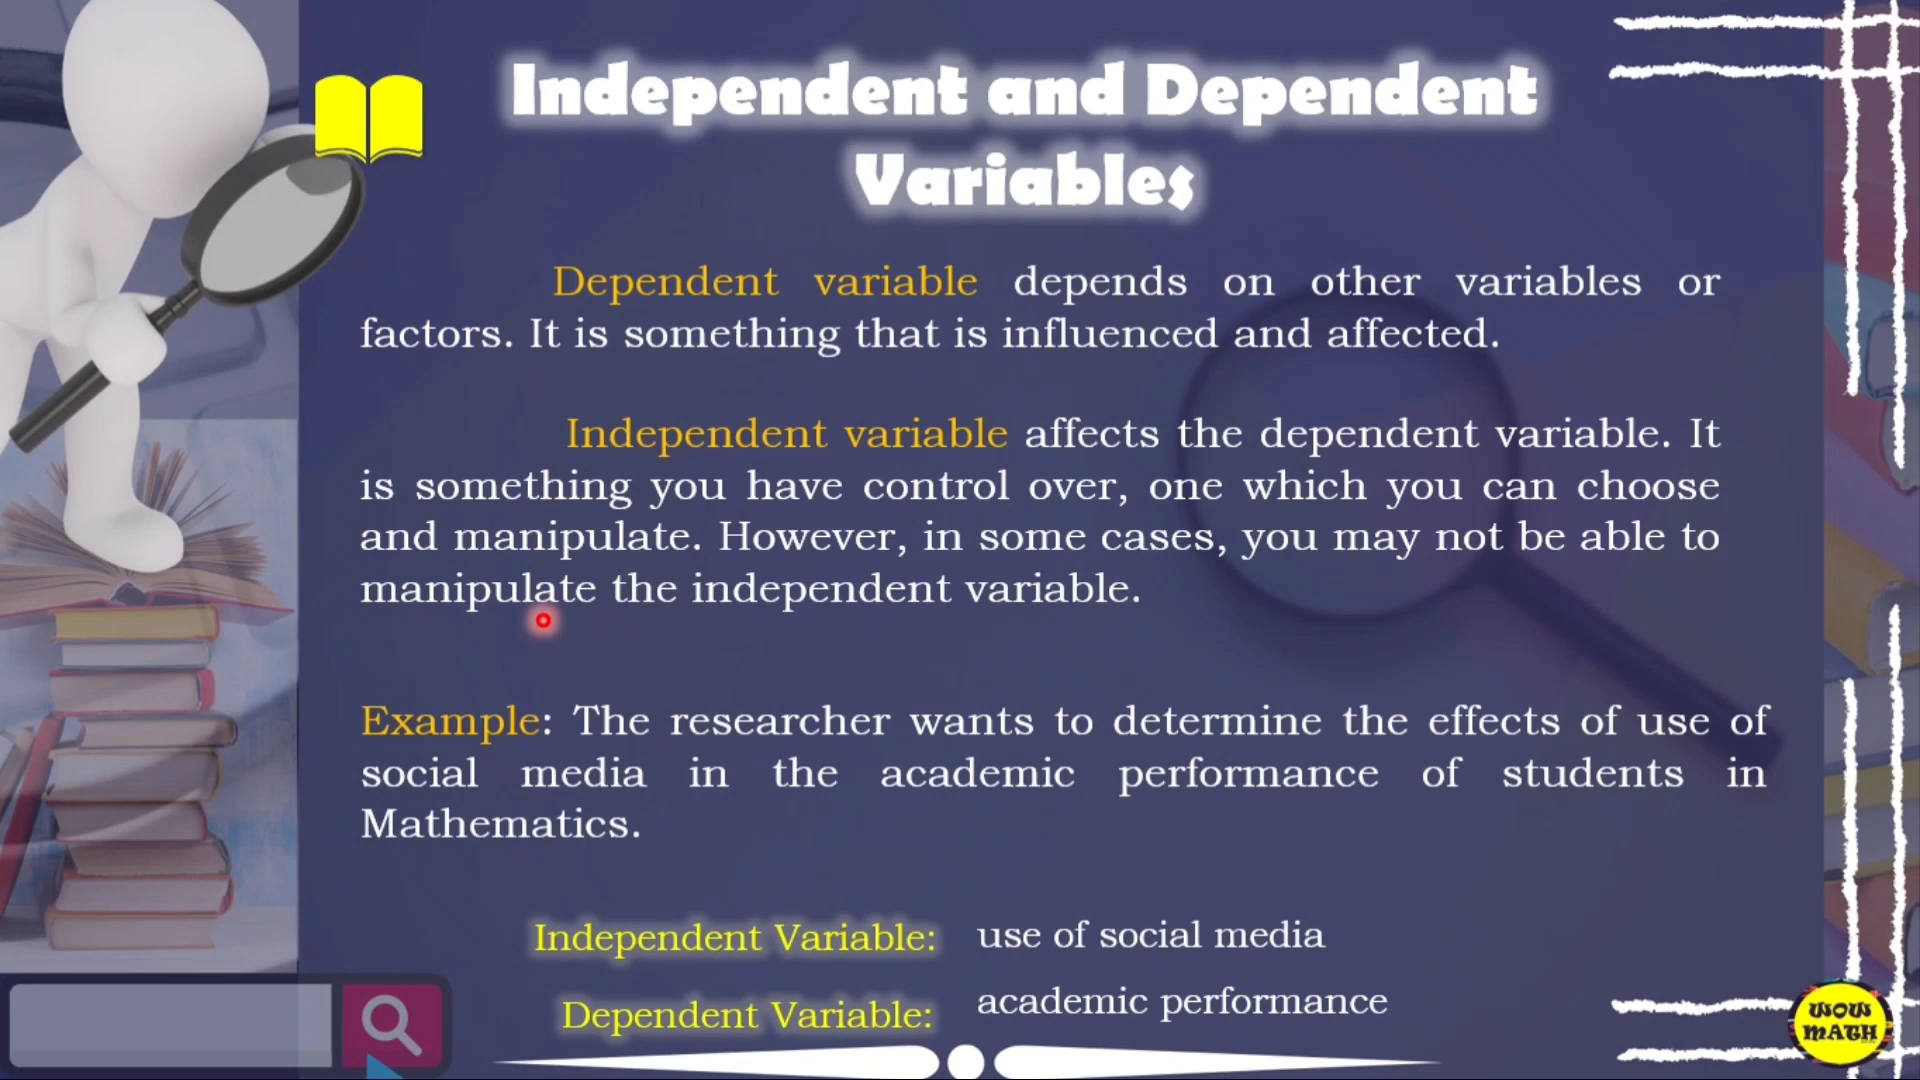 Independent and Dependent
Variables
Dependent variable depends on other variables or
factors. It is something that is influenced and affected.
Independent variable affects the dependent variable. It
is something you have control over, one which you can choose
and manipulate. However, in some cases, you may not be able to
manipulate the independent variable.
Example: The researcher wants to determine the effects of use of
social media in the academic performance of students in
Mathematics.
Independent Variable: use of social media
Dependent Variable: academic performance
WOW
MATH